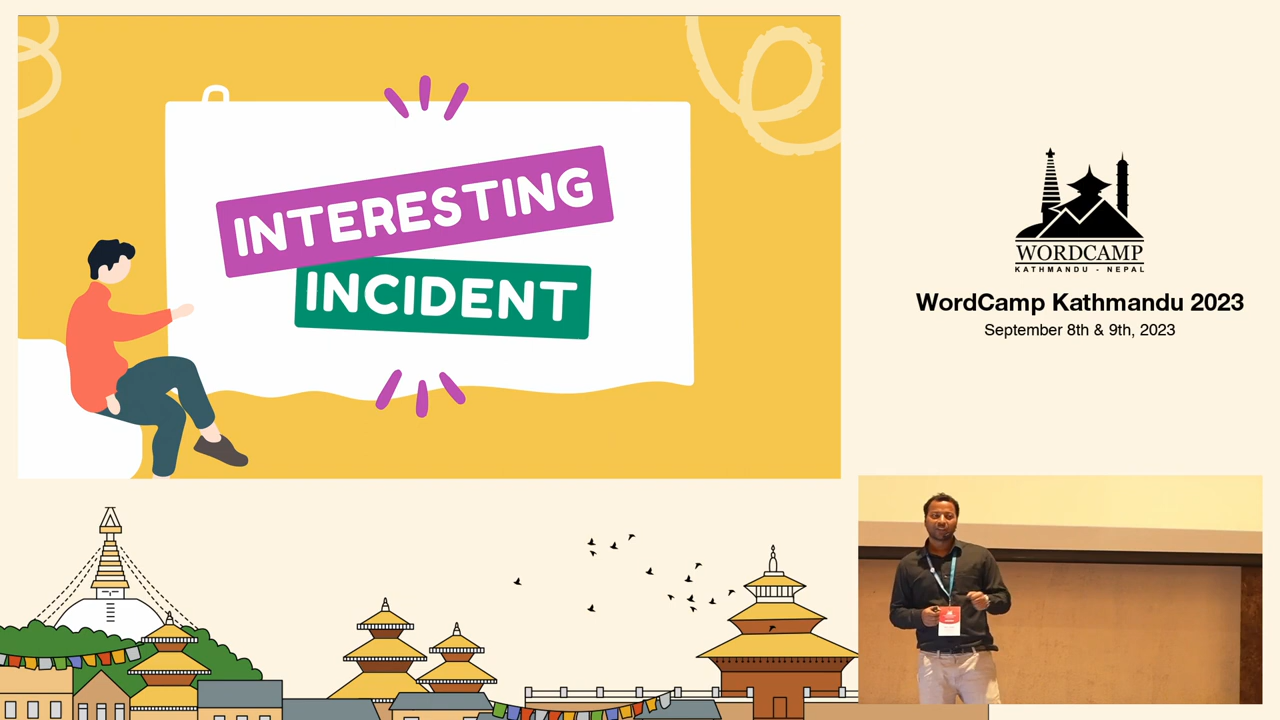 INTERESTING
INCIDENT
WORDCAMP
KATHMANDU - NEPAL
WordCamp Kathmandu 2023
September 8th & 9th, 2023